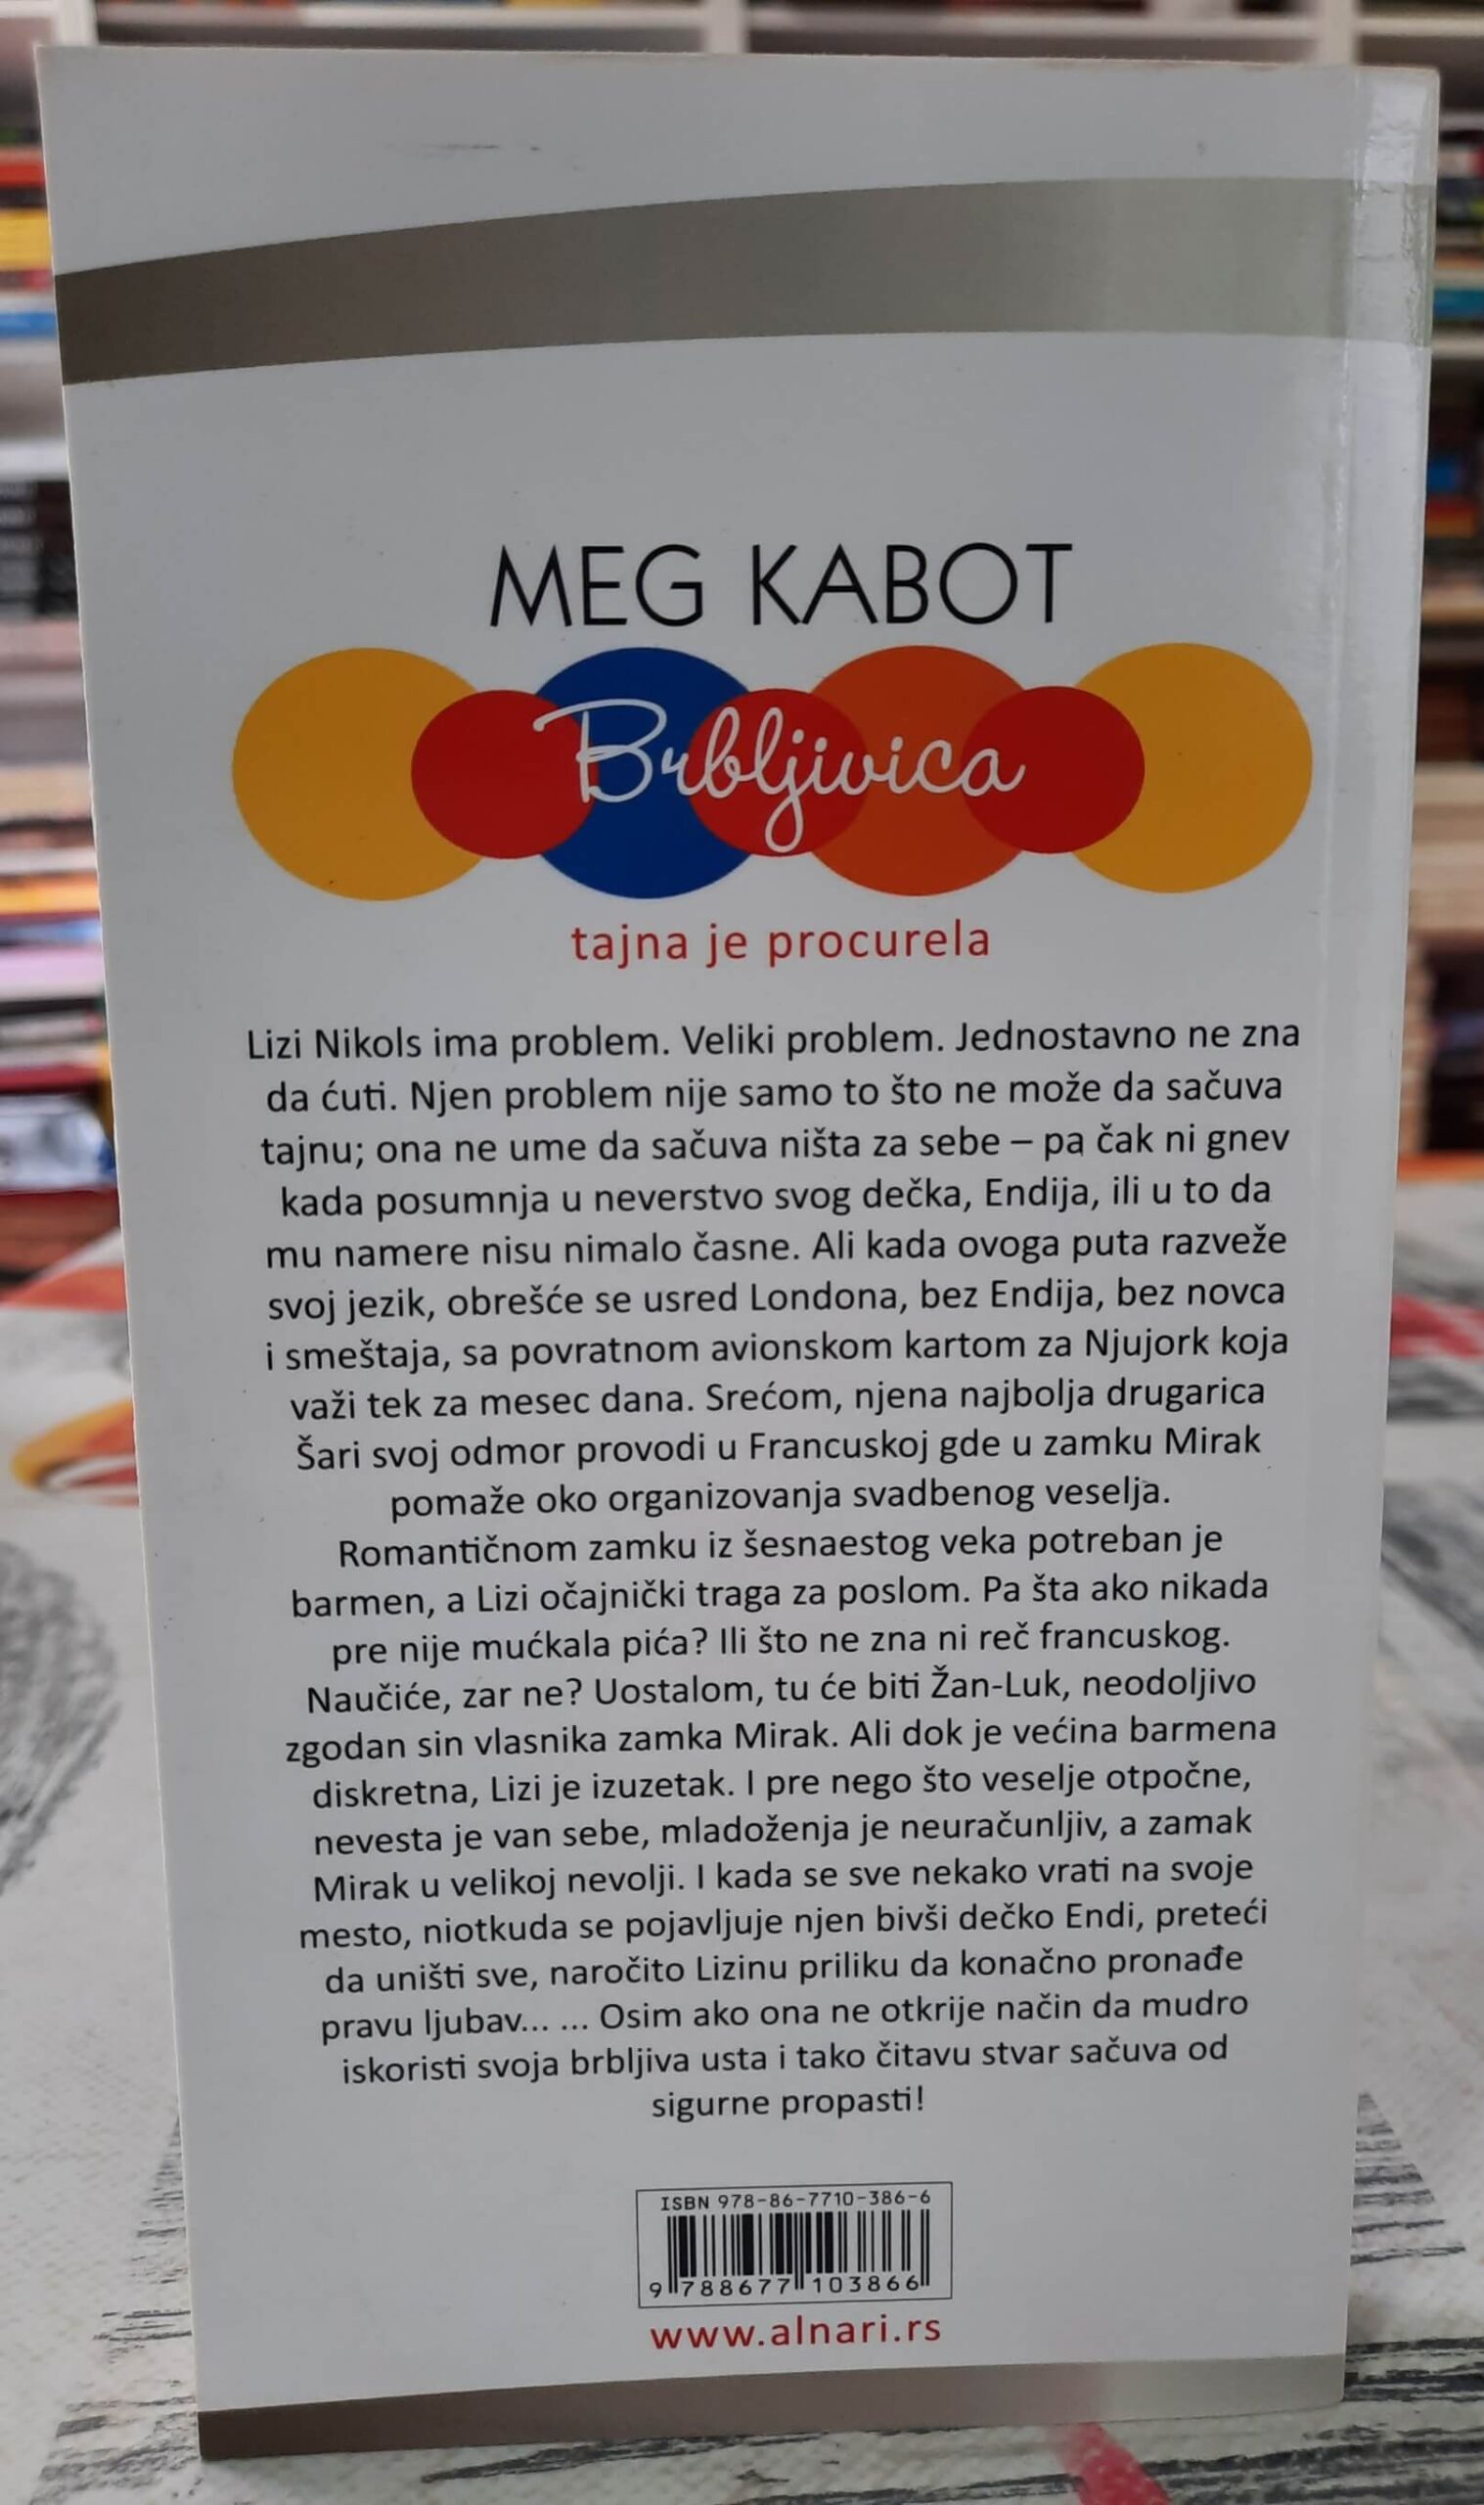 MEG KABOT
Brbljivica
tajna je procurela
Lizi Nikols ima problem. Veliki problem. Jednostavno ne zna
da ćuti. Njen problem nije samo to što ne može da sačuva
tajnu; ona ne ume da sačuva ništa za sebe – pa čak ni gnev
kada posumnja u neverstvo svog dečka, Endija, ili u to da
mu namere nisu nimalo časne. Ali kada ovoga puta razveže
svoj jezik, obrešće se usred Londona, bez Endija, bez novca
i smeštaja, sa povratnom avionskom kartom za Njujork koja
važi tek za mesec dana. Srećom, njena najbolja drugarica
Šari svoj odmor provodi u Francuskoj gde u zamku Mirak
pomaže oko organizovanja svadbenog veselja.
Romantičnom zamku iz šesnaestog veka potreban je
barmen, a Lizi očajnički traga za poslom. Pa šta ako nikada
pre nije mućkala pića? Ili što ne zna ni reč francuskog.
Naučiće, zar ne? Uostalom, tu će biti Žan-Luk, neodoljivo
zgodan sin vlasnika zamka Mirak. Ali dok je većina barmena
diskretna, Lizi je izuzetak. I pre nego što veselje otpočne,
nevesta je van sebe, mladoženja je neuračunljiv, a zamak
Mirak u velikoj nevolji. I kada se sve nekako vrati na svoje
mesto, niotkuda se pojavljuje njen bivši dečko Endi, preteći
da uništi sve, naročito Lizinu priliku da konačno pronađe
pravu ljubav... ... Osim ako ona ne otkrije način da mudro
iskoristi svoja brbljiva usta i tako čitavu stvar sačuva od
sigurne propasti!
ISBN 978-86-7710-386-6
9 788677 103866
www.alnari.rs